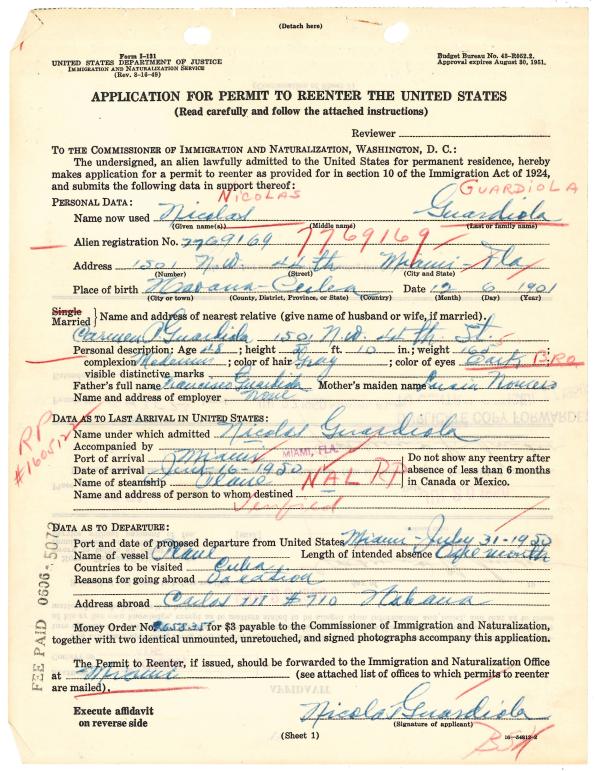 (Detach here)
Form I-131
UNITED STATES DEPARTMENT OF JUSTICE
IMMIGRATION AND NATURALIZATION SERVICE
(Rev. 8-16-49)
Budget Bureau No. 43-R052.2.
Approval expires August 30, 1951.
APPLICATION FOR PERMIT TO REENTER THE UNITED STATES
(Read carefully and follow the attached instructions)
Reviewer
TO THE COMMISSIONER OF IMMIGRATION AND NATURALIZATION, WASHINGTON, D. C.:
The undersigned, an alien lawfully admitted to the United States for permanent residence, hereby
makes application for a permit to reenter as provided for in section 10 of the Immigration Act of 1924,
and submits the following data in support thereof:
NICOLAS GUARDIOLA
PERSONAL DATA:
Name now used Nicolas Guardiola
(Given name(s)) (Middle name) (Last or family name)
Alien registration No. 7769169 7769169
Address 1501 N.W. 44th Miami-Fla
(Number) (Street) (City and State)
Place of birth Habana-Cuba Date 12 6 1901
(City or town) (County, District, Province, or State) (Country) (Month) (Day) (Year)
Single
Married } Name and address of nearest relative (give name of husband or wife, if married).
Carmen P. Guardiola 1501 N.W. 44th St.
Personal description: Age 48; height 5 ft. 10 in.; weight 165
complexion Medium; color of hair Gray; color of eyes Dark BRO
visible distinctive marks
Father's full name Francisco Guardiola Mother's maiden name Romero
Name and address of employer None
RP
#160512
DATA AS TO LAST ARRIVAL IN UNITED STATES:
Name under which admitted Nicolas Guardiola
Accompanied by
Port of arrival Miami MIAMI, FLA.
Date of arrival 16-1950
Name of steamship Plane NAL RP
Name and address of person to whom destined
Verified
Do not show any reentry after
absence of less than 6 months
in Canada or Mexico.
DATA AS TO DEPARTURE:
Port and date of proposed departure from United States Miami-July 31-1950
Name of vessel Plane Length of intended absence One month
Countries to be visited Cuba
Reasons for going abroad Vacation
Address abroad Carlos III #710 Habana
FEE PAID 0606 5072
Money Order No. for $3 payable to the Commissioner of Immigration and Naturalization,
together with two identical unmounted, unretouched, and signed photographs accompany this application.
The Permit to Reenter, if issued, should be forwarded to the Immigration and Naturalization Office
at Miami (see attached list of offices to which permits to reenter
are mailed).
Execute affidavit
on reverse side
Nicolas Guardiola
(Signature of applicant)
(Sheet 1)
16-54812-2